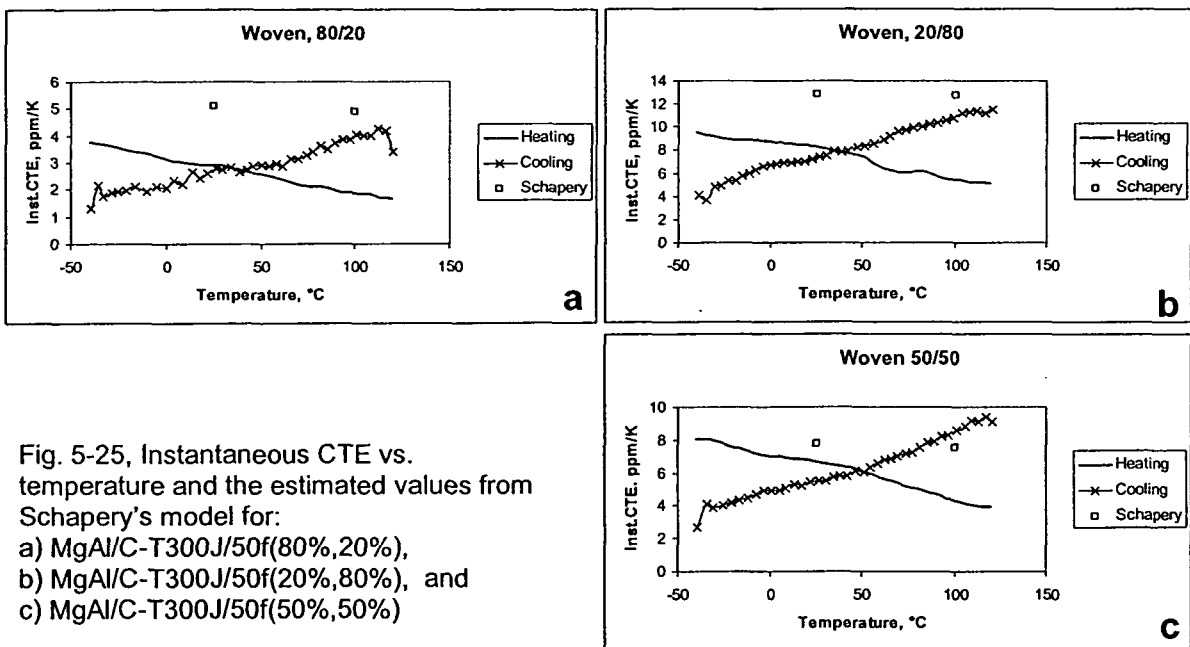 Woven, 80/20
Inst.CTE, ppm/K
6
5
4
3
2
1
0
-50
0
50
100
150
Temperature, °C
Heating
Cooling
Schapery
a
Woven, 20/80
Inst.CTE, ppm/K
14
12
10
8
6
4
2
0
-50
0
50
100
150
Temperature, °C
Heating
Cooling
Schapery
b
Woven 50/50
Inst.CTE. ppm/K
10
8
6
4
2
0
-50
0
50
100
150
Temperature, °C
Heating
Cooling
Schapery
c
Fig. 5-25, Instantaneous CTE vs.
temperature and the estimated values from
Schapery's model for:
a) MgAl/C-T300J/50f(80%,20%),
b) MgAl/C-T300J/50f(20%,80%), and
c) MgAl/C-T300J/50f(50%,50%)